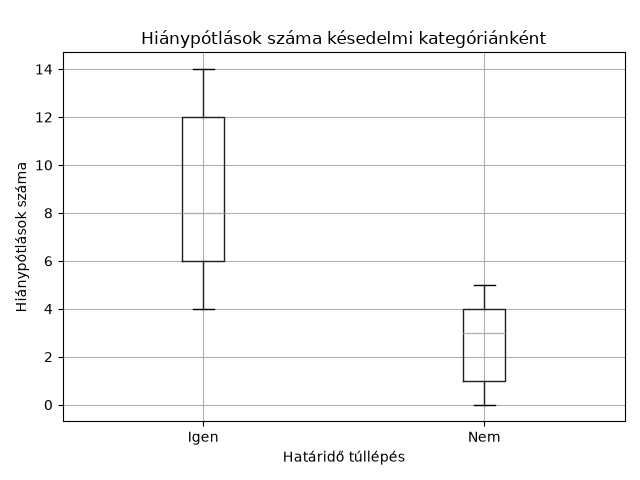 Hiánypótlások száma késedelmi kategóriánként
Hiánypótlások száma
14
12
10
8
6
4
2
0
Igen
Nem
Határidő túllépés